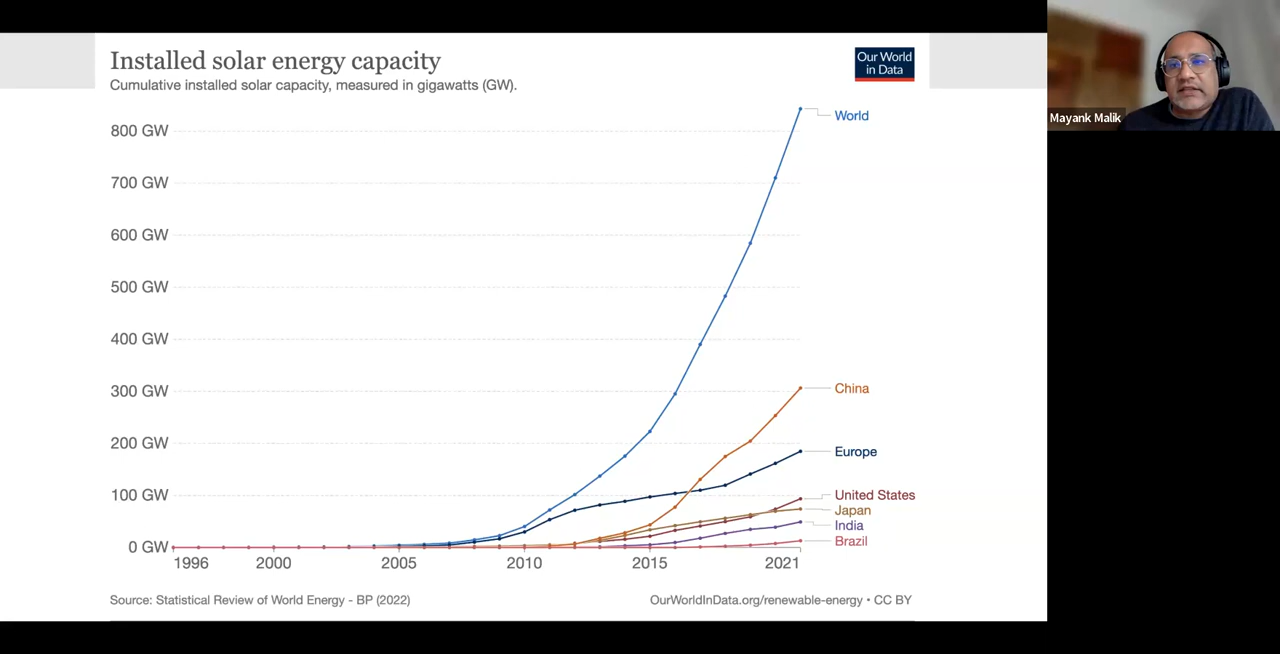 Installed solar energy capacity
Cumulative installed solar capacity, measured in gigawatts (GW).
Our World
in Data
Mayank Malik
800 GW
700 GW
600 GW
500 GW
400 GW
300 GW
200 GW
100 GW
0 GW
World
China
Europe
United States
Japan
India
Brazil
1996 2000 2005 2010 2015 2021
Source: Statistical Review of World Energy - BP (2022)
OurWorldInData.org/renewable-energy • CC BY